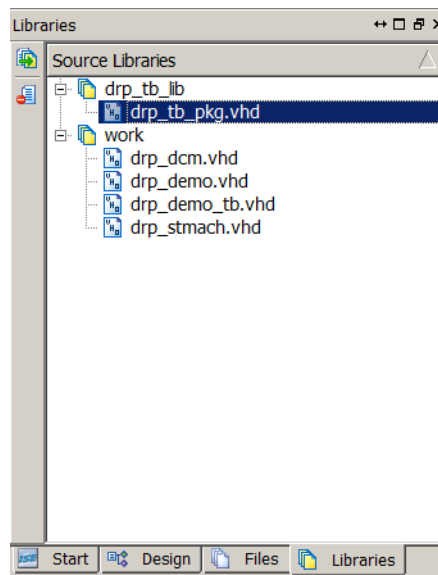 Libraries
Source Libraries
drp_tb_lib
drp_tb_pkg.vhd
work
drp_dcm.vhd
drp_demo.vhd
drp_demo_tb.vhd
drp_stmach.vhd
ISE Start Design Files Libraries